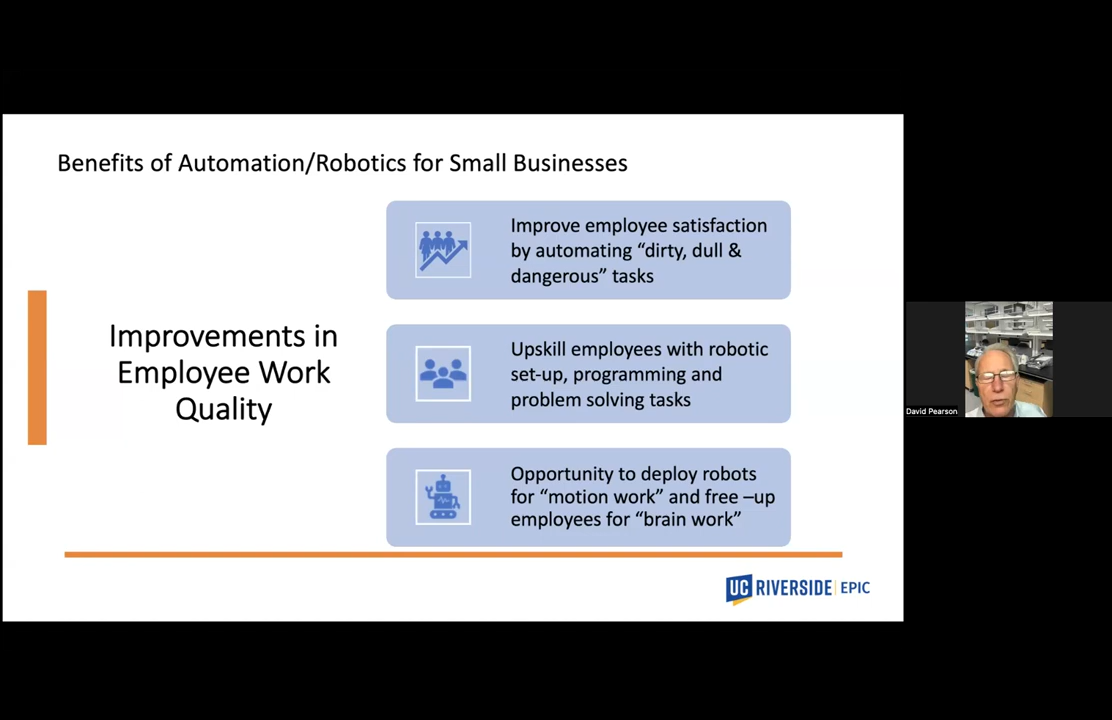 Benefits of Automation/Robotics for Small Businesses
Improvements in
Employee Work
Quality
Improve employee satisfaction
by automating “dirty, dull &
dangerous” tasks
Upskill employees with robotic
set-up, programming and
problem solving tasks
Opportunity to deploy robots
for “motion work” and free –up
employees for “brain work”
UC RIVERSIDE EPIC
David Pearson